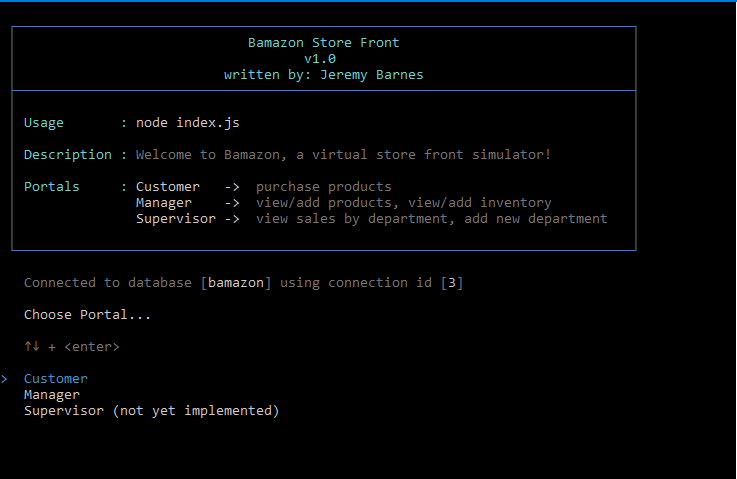 Bamazon Store Front
v1.0
written by: Jeremy Barnes
Usage : node index.js
Description : Welcome to Bamazon, a virtual store front simulator!
Portals : Customer -> purchase products
Manager -> view/add products, view/add inventory
Supervisor -> view sales by department, add new department
Connected to database [bamazon] using connection id [3]
Choose Portal...
↑↓ + <enter>
> Customer
Manager
Supervisor (not yet implemented)